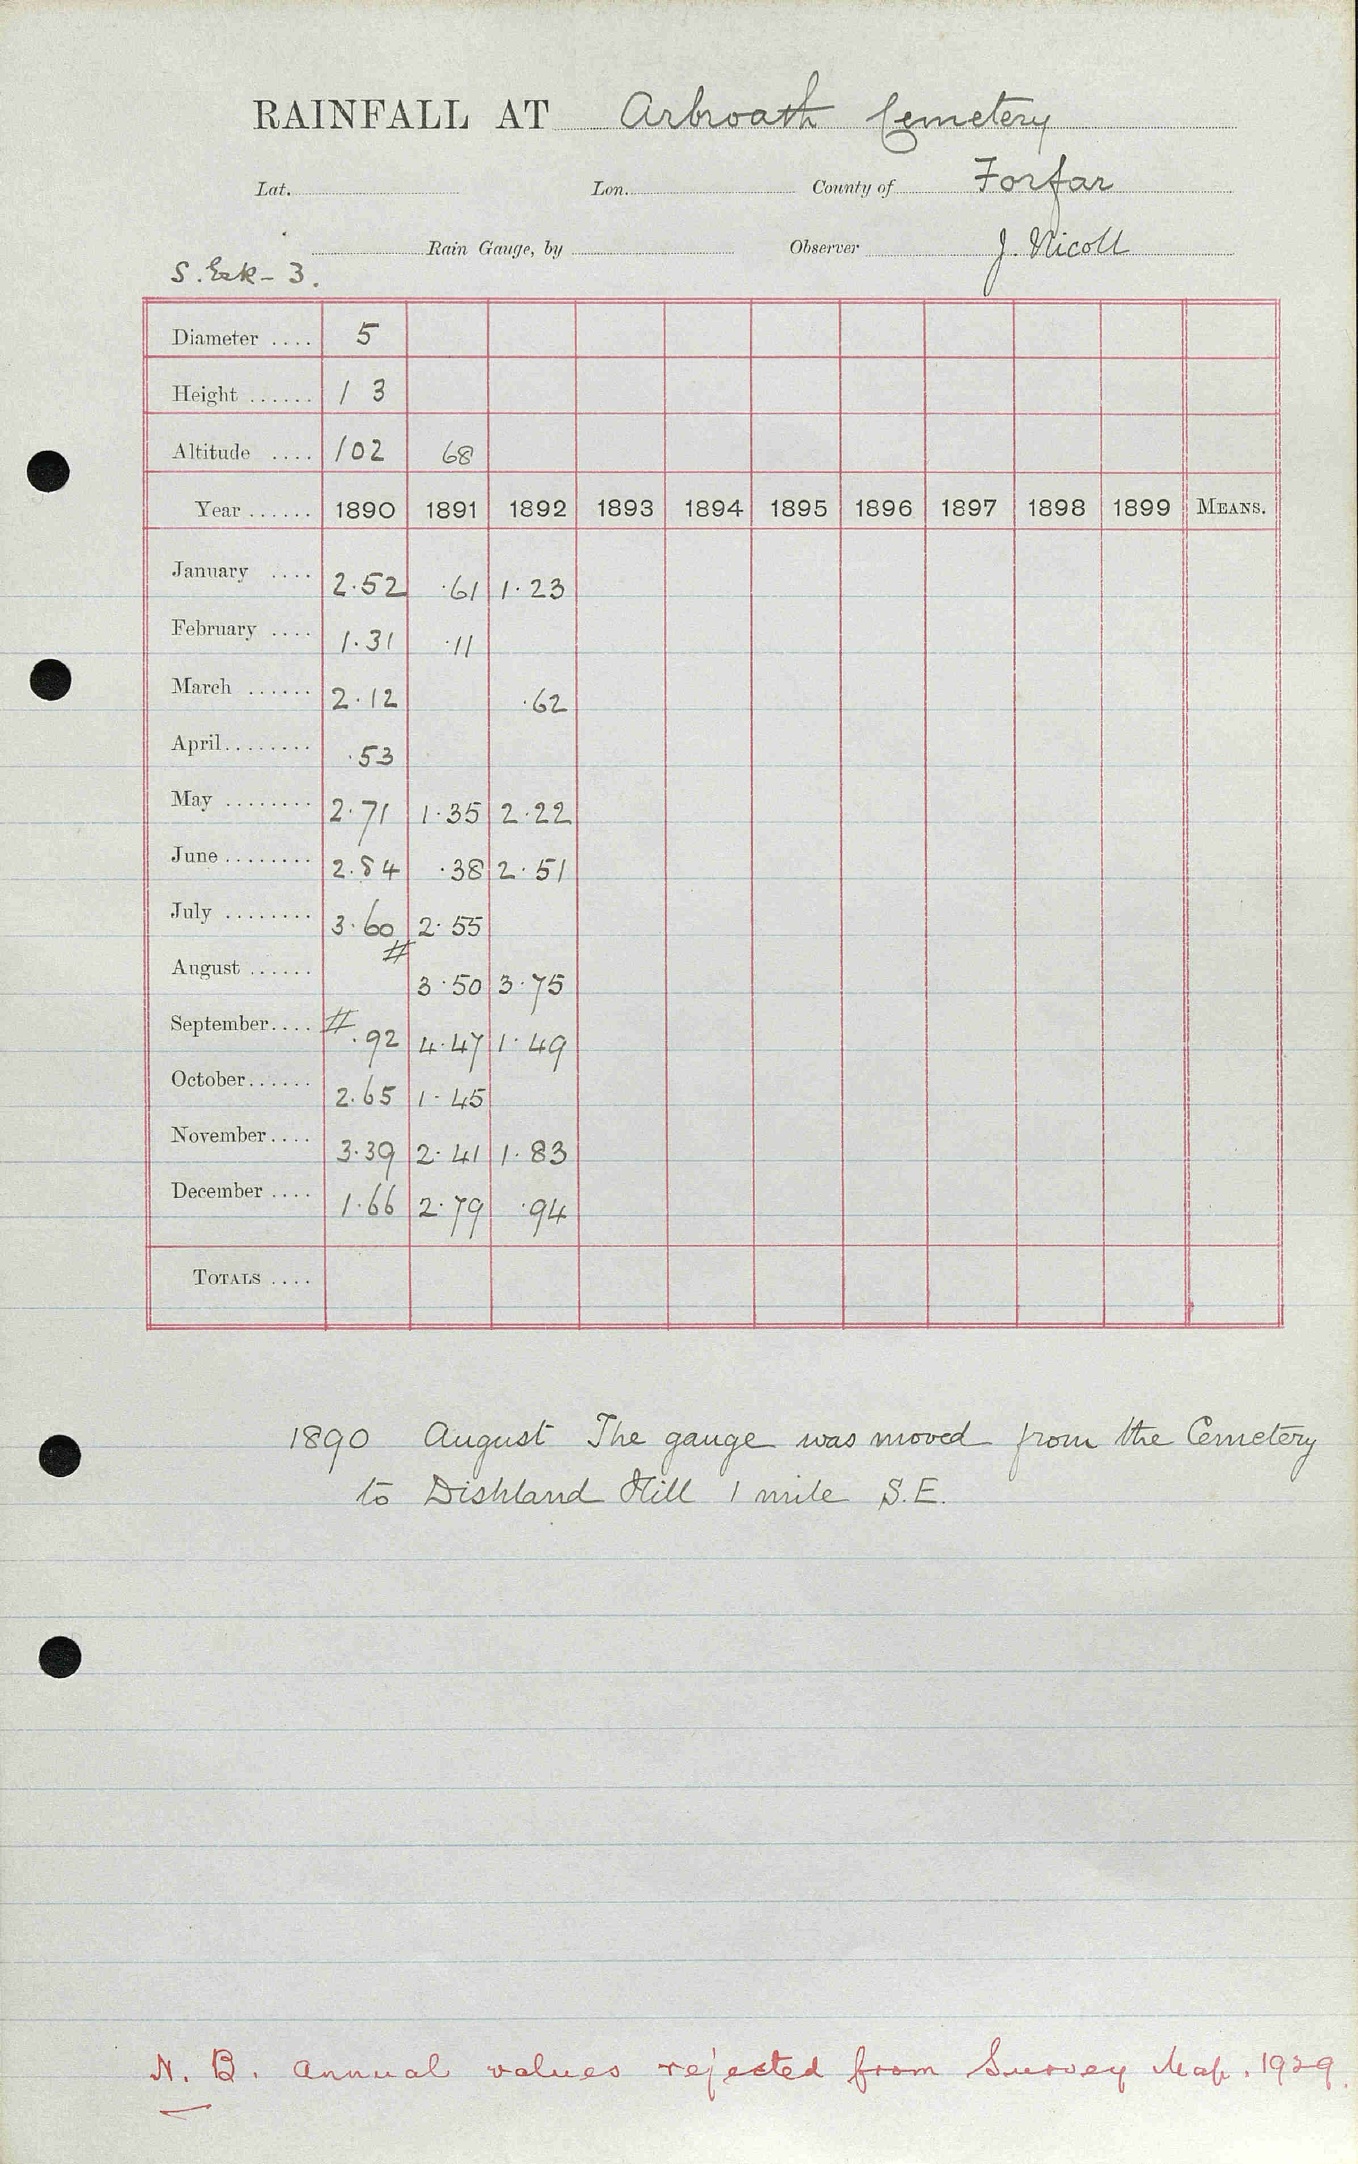 RAINFALL AT Arbroath Cemetery
Lat. Lon. County of Forfar
Rain Gauge, by Observer J. Nicoll
S. Esk - 3.
Diameter .... 5
Height ...... 1 3
Altitude .... 102 68
Year ...... 1890 1891 1892 1893 1894 1895 1896 1897 1898 1899 MEANS.
January .... 2.52 .61 1.23
February .... 1.31 .11
March ...... 2.12 .62
April ........ .53
May ........ 2.71 1.35 2.22
June ........ 2.84 .38 2.51
July ........ 3.60 2.55
August ...... # 3.50 3.75
September.... # .92 4.47 1.49
October...... 2.65 1.45
November.... 3.39 2.41 1.83
December .... 1.66 2.79 .94
TOTALS ....
1890 August The gauge was moved from the Cemetery
to Dishland Hill 1 mile S.E.
N.B. Annual values rejected from Survey Map. 1929.